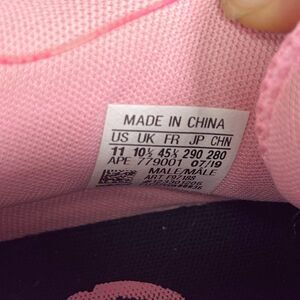 MADE IN CHINA
US UK FR JP CHN
11 10½ 45⅓ 290 280
APE 779001 07/19
MALE/MALE